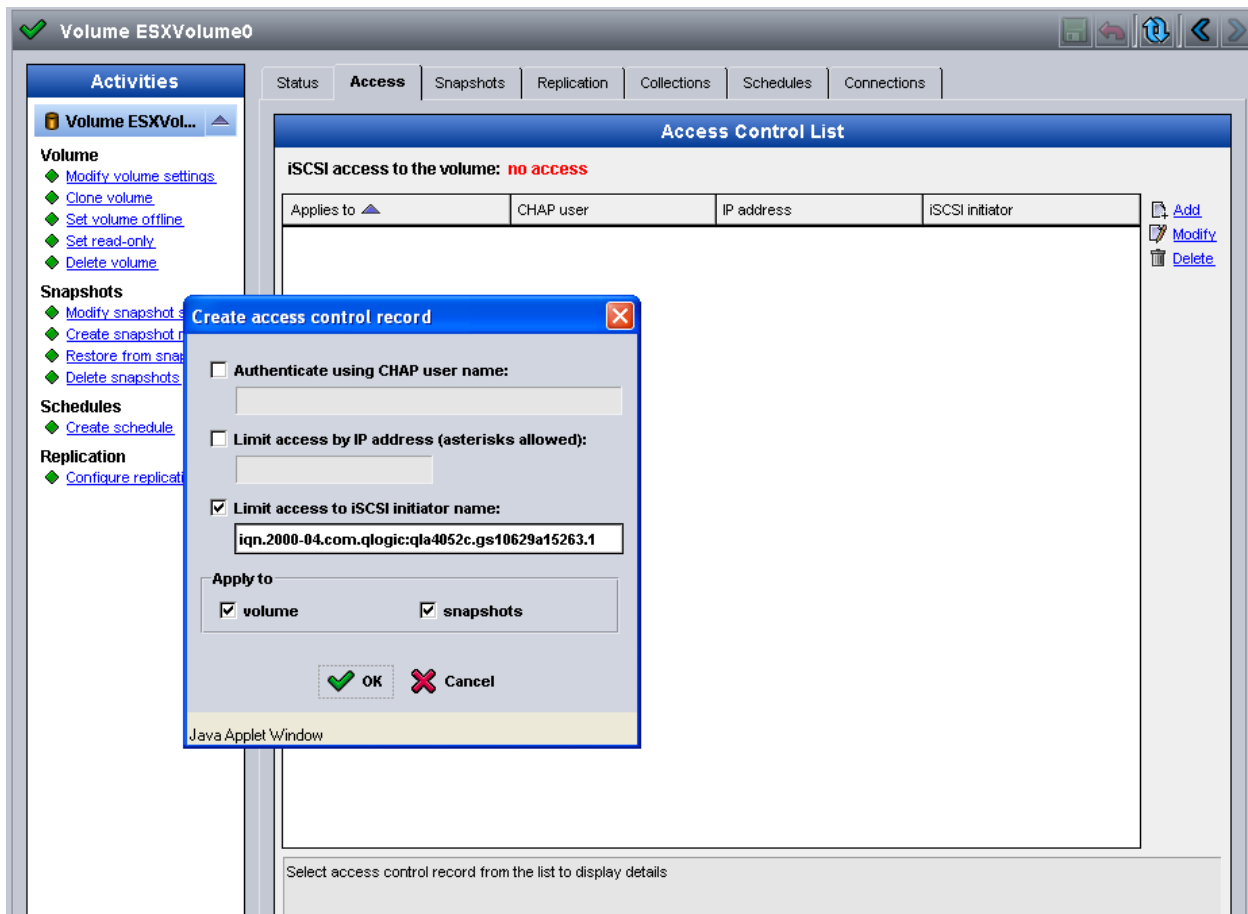 Volume ESXVolume0
Activities
Volume ESXVol...
Volume
Modify volume settings
Clone volume
Set volume offline
Set read-only
Delete volume
Snapshots
Modify snapshot s
Create snapshot r
Restore from snap
Delete snapshots
Schedules
Create schedule
Replication
Configure replicati
Status Access Snapshots Replication Collections Schedules Connections
Access Control List
iSCSI access to the volume: no access
Applies to CHAP user IP address iSCSI initiator
Add
Modify
Delete
Create access control record
Authenticate using CHAP user name:
Limit access by IP address (asterisks allowed):
Limit access to iSCSI initiator name:
iqn.2000-04.com.qlogic:qla4052c.gs10629a15263.1
Apply to
volume snapshots
OK Cancel
Java Applet Window
Select access control record from the list to display details